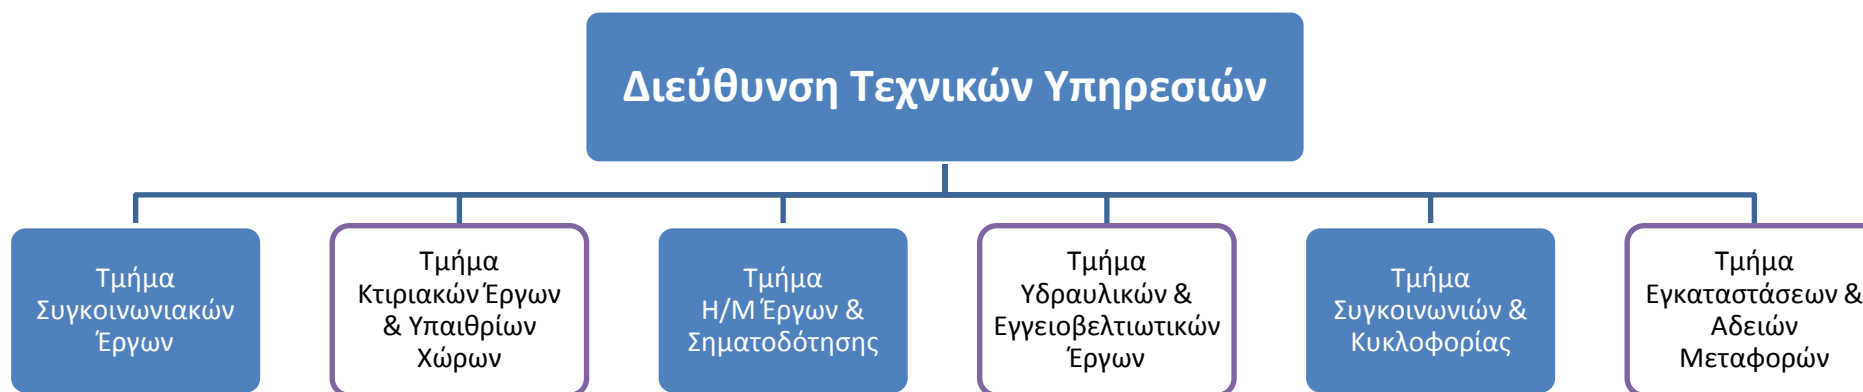 Διεύθυνση Τεχνικών Υπηρεσιών
Τμήμα
Συγκοινωνιακών
Έργων
Τμήμα
Κτιριακών Έργων
& Υπαιθρίων
Χώρων
Τμήμα
Η/Μ Έργων &
Σηματοδότησης
Τμήμα
Υδραυλικών &
Εγγειοβελτιωτικών
Έργων
Τμήμα
Συγκοινωνιών &
Κυκλοφορίας
Τμήμα
Εγκαταστάσεων &
Αδειών
Μεταφορών